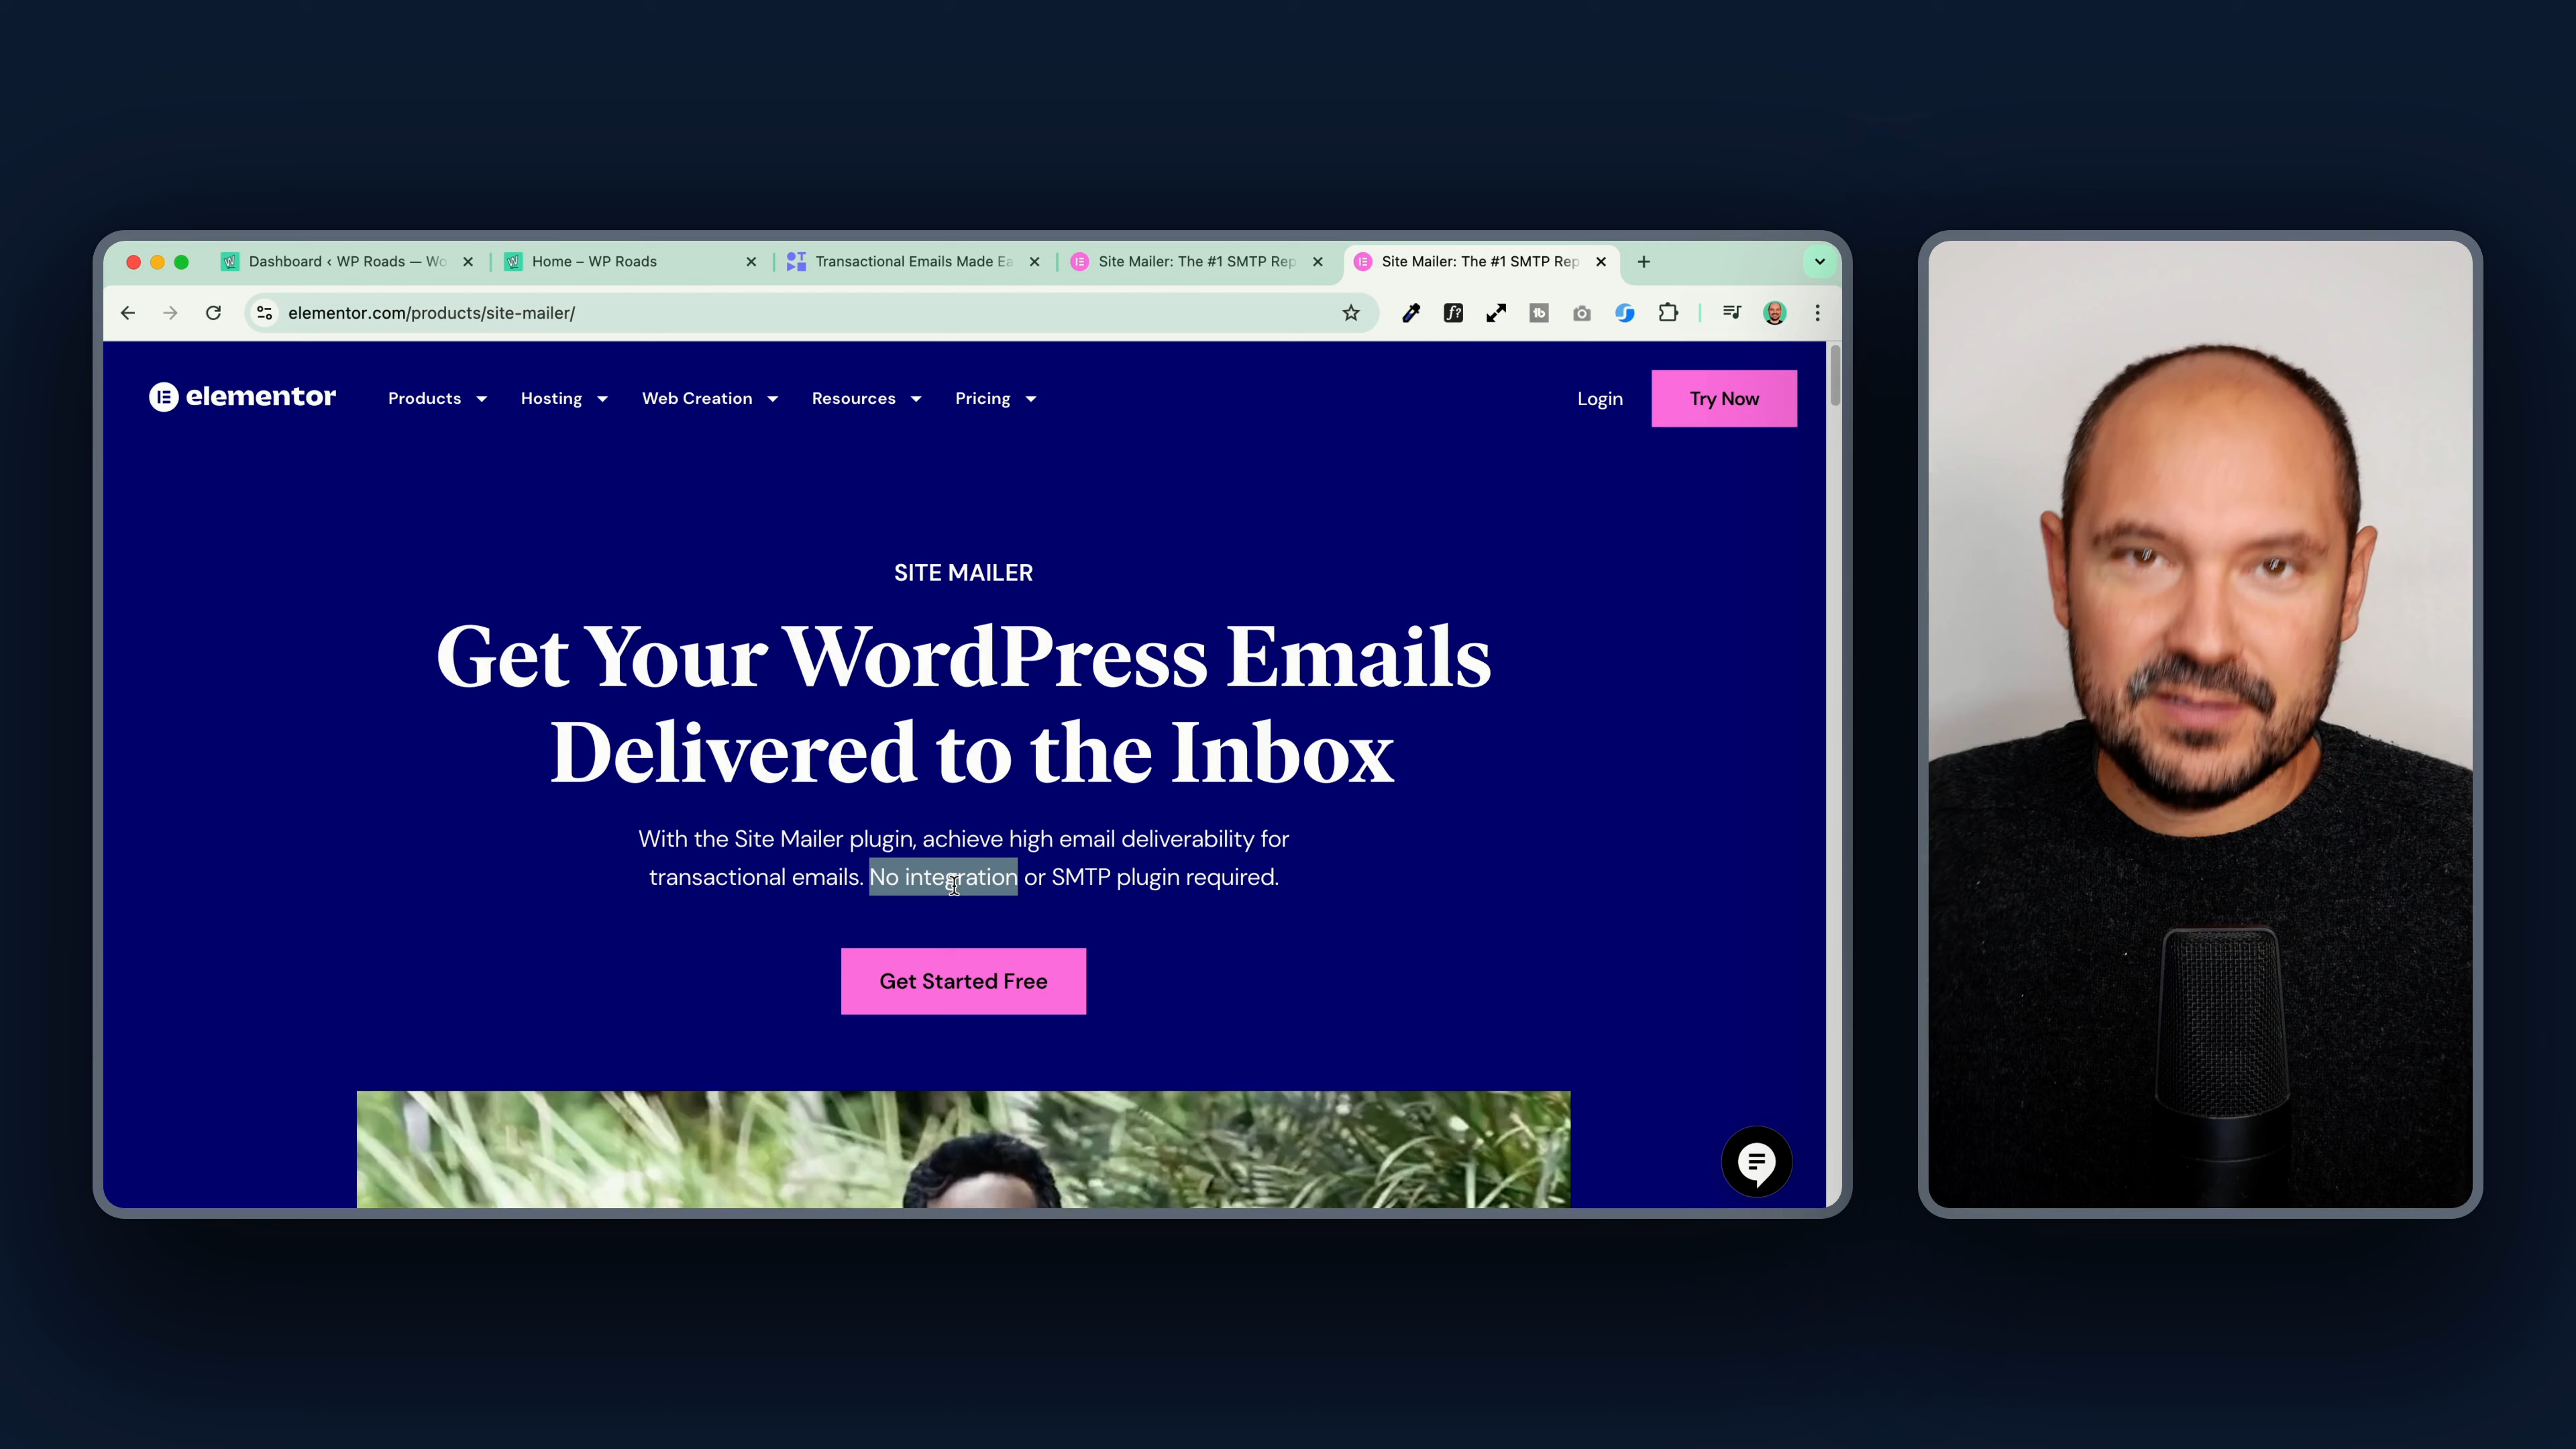 Dashboard ‹ WP Roads — Wo
Home – WP Roads
Transactional Emails Made Ea
Site Mailer: The #1 SMTP Rep
Site Mailer: The #1 SMTP Rep
elementor.com/products/site-mailer/
f?
tb
elementor
Products
Hosting
Web Creation
Resources
Pricing
Login
Try Now
SITE MAILER
Get Your WordPress Emails
Delivered to the Inbox
With the Site Mailer plugin, achieve high email deliverability for
transactional emails. No integration or SMTP plugin required.
Get Started Free